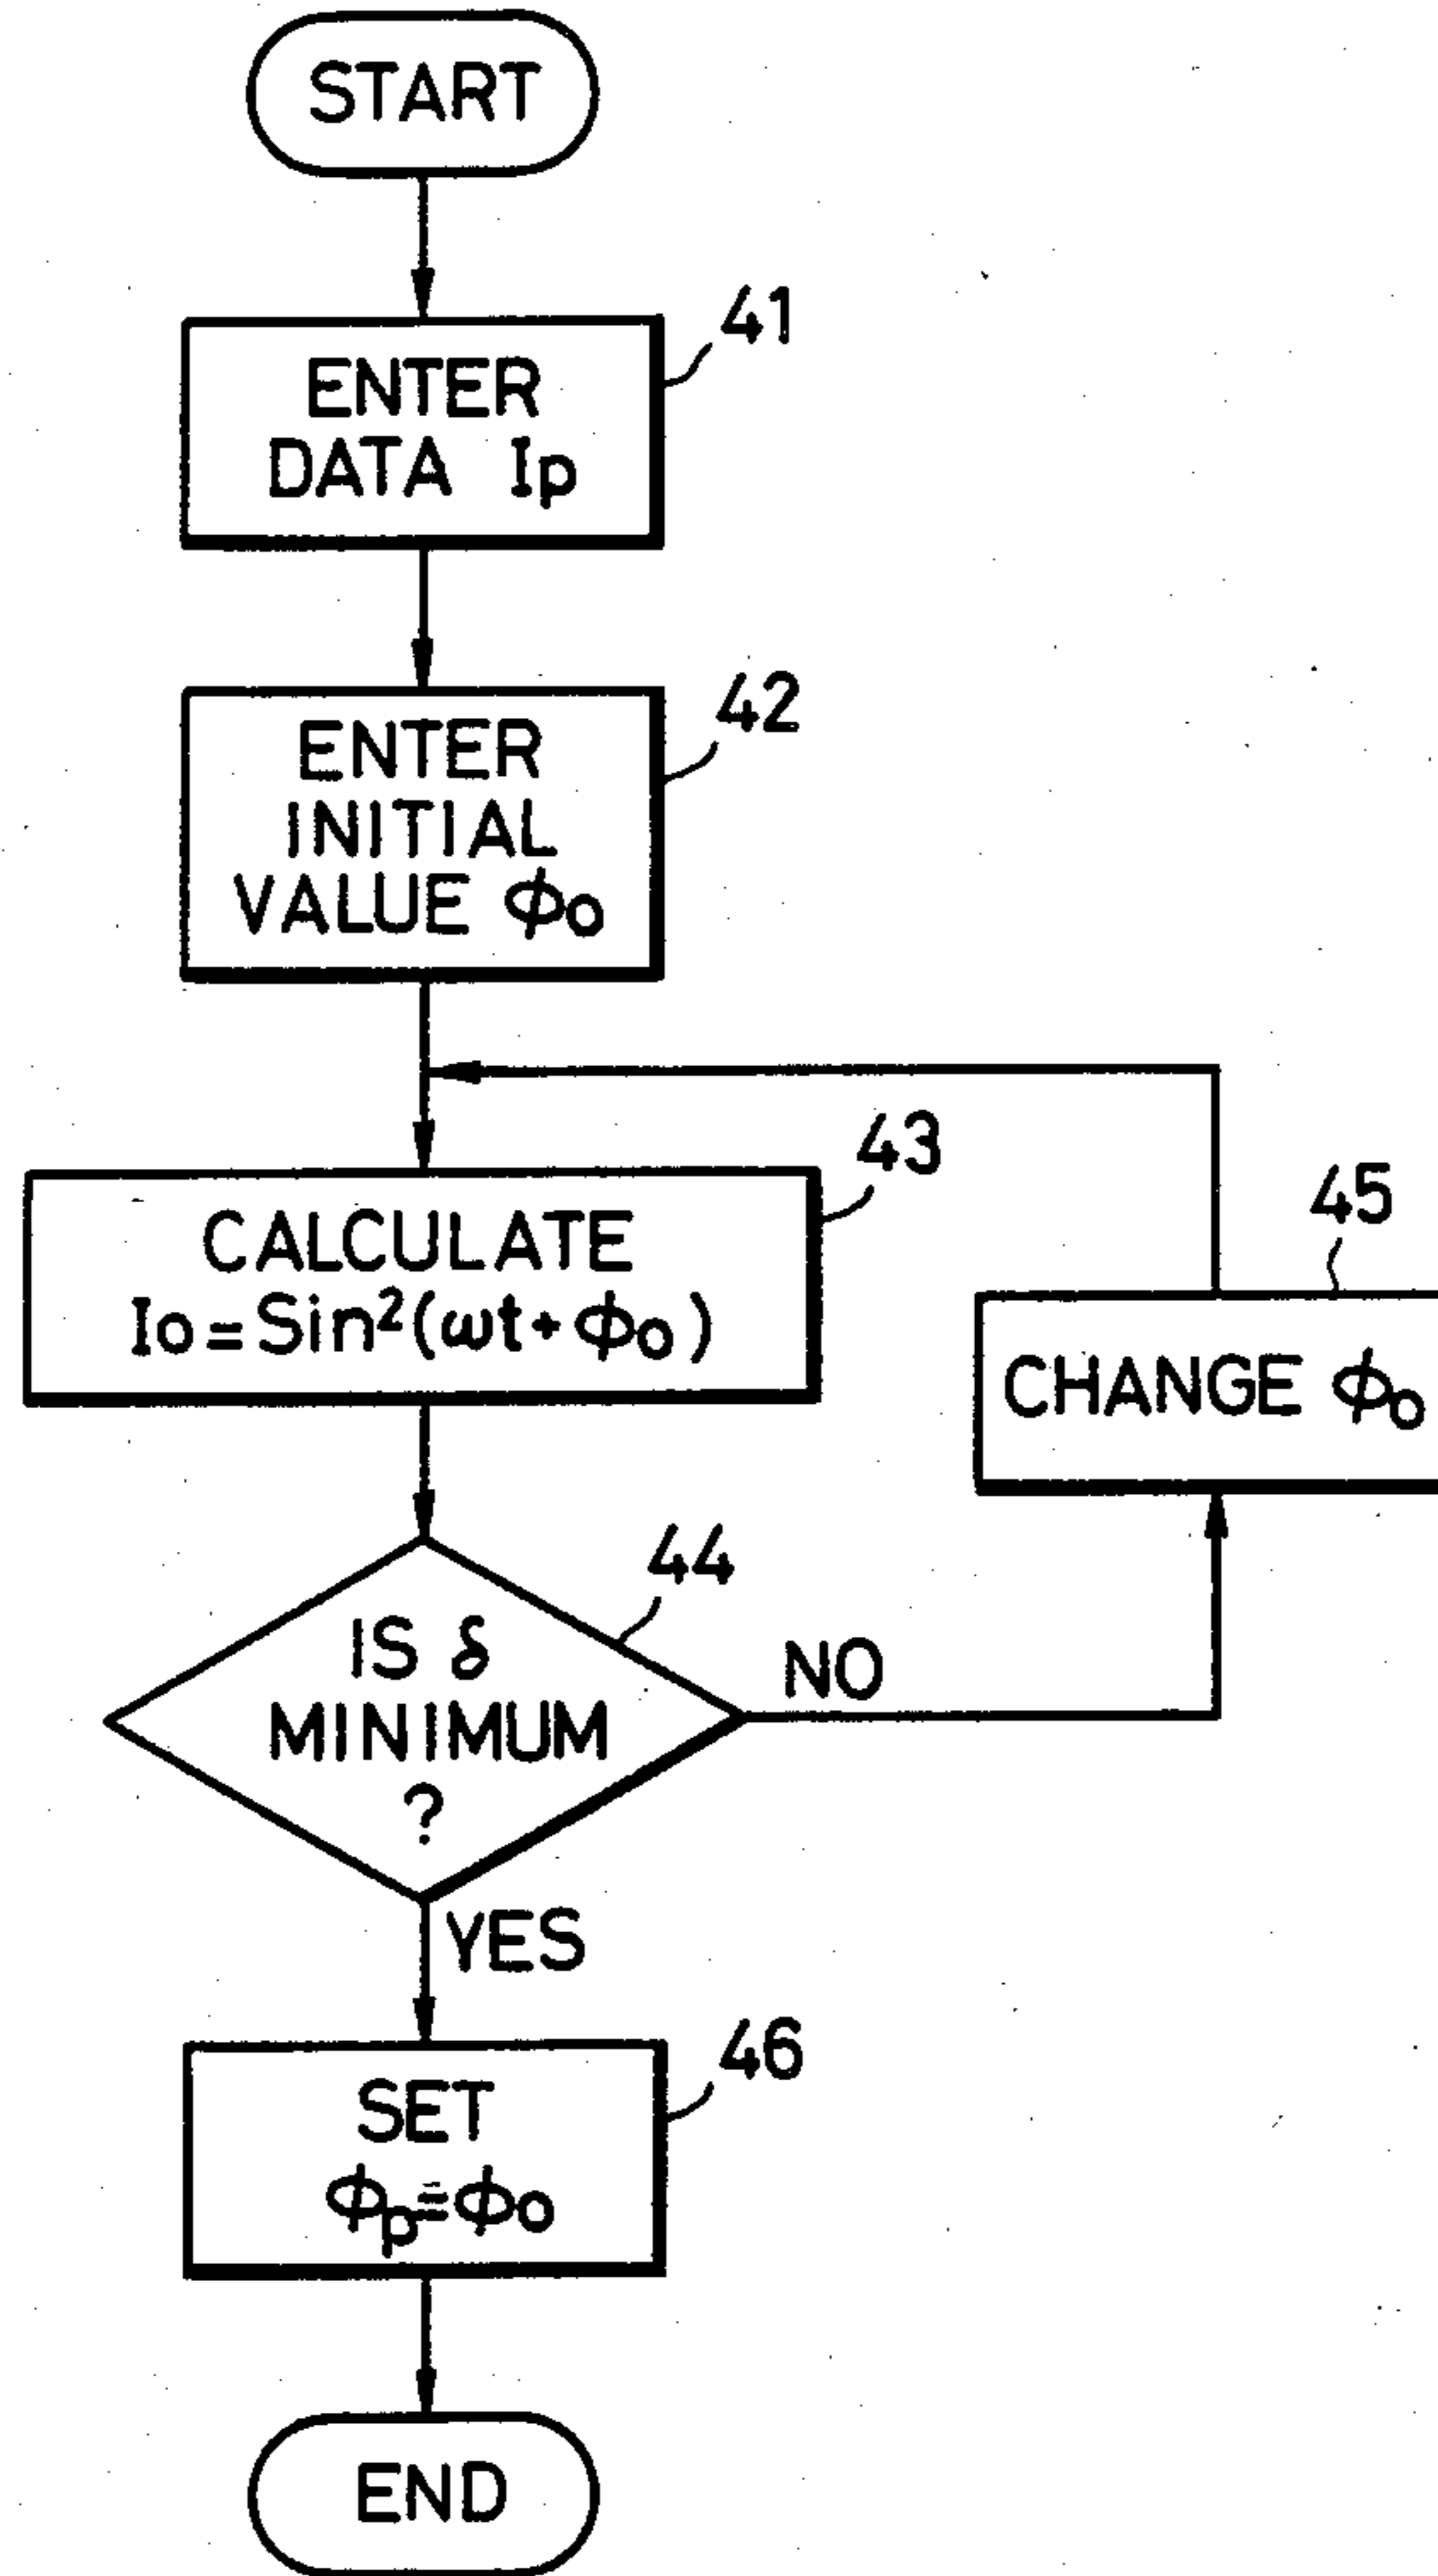 START
41
ENTER
DATA Ip
42
ENTER
INITIAL
VALUE ϕo
43
CALCULATE
Io=Sin²(ωt+ϕo)
45
CHANGE ϕo
44
IS δ
MINIMUM
?
NO
YES
46
SET
ϕp=ϕo
END